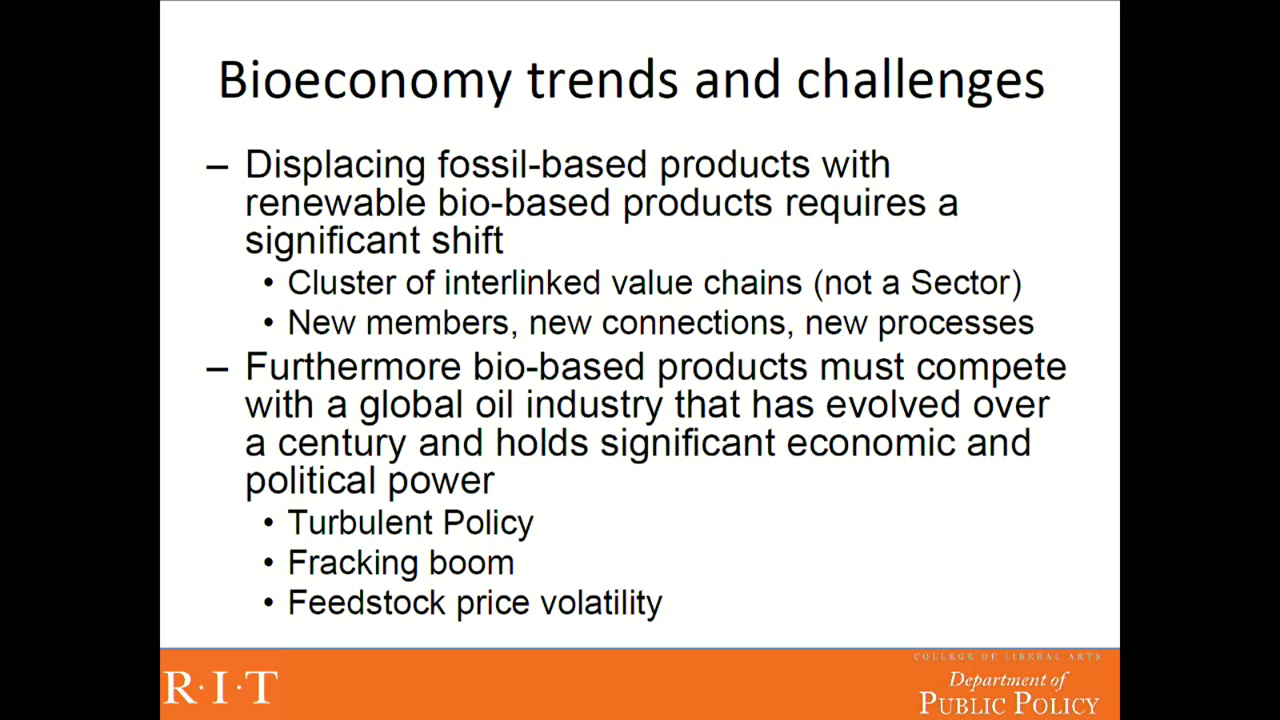 Bioeconomy trends and challenges
– Displacing fossil-based products with
renewable bio-based products requires a
significant shift
• Cluster of interlinked value chains (not a Sector)
• New members, new connections, new processes
– Furthermore bio-based products must compete
with a global oil industry that has evolved over
a century and holds significant economic and
political power
• Turbulent Policy
• Fracking boom
• Feedstock price volatility
R·I·T
COLLEGE OF LIBERAL ARTS
Department of
PUBLIC POLICY